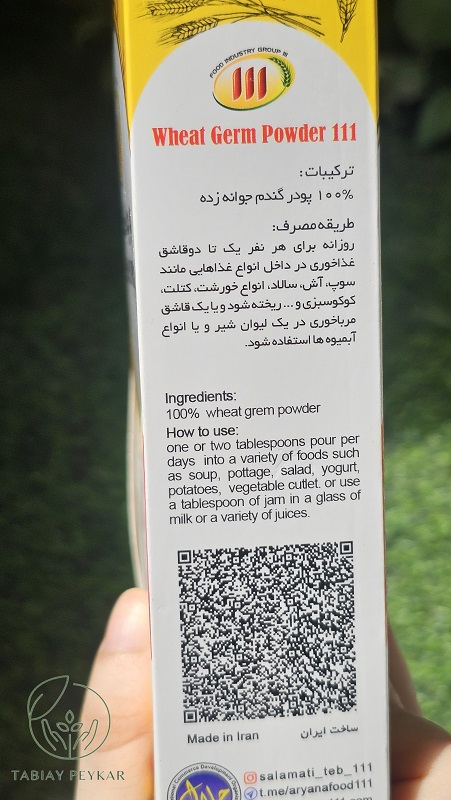 FOOD INDUSTRY GROUP III
111
Wheat Germ Powder 111
ترکیبات:
۱۰۰% پودر گندم جوانه زده
طریقه مصرف:
روزانه برای هر نفر یک تا دوقاشق
غذاخوری در داخل انواع غذاهایی مانند
سوپ، آش، سالاد، انواع خورشت، کتلت،
کوکوسبزی و ... ریخته شود و یا یک قاشق
مرباخوری در یک لیوان شیر و یا انواع
آبمیوه ها استفاده شود.
Ingredients:
100% wheat grem powder
How to use:
one or two tablespoons pour per
days into a variety of foods such
as soup, pottage, salad, yogurt,
potatoes, vegetable cutlet. or use
a tablespoon of jam in a glass of
milk or a variety of juices.
Made in Iran
ساخت ایران
salamati_teb_111
t.me/aryanafood111
TABIAY PEYKAR